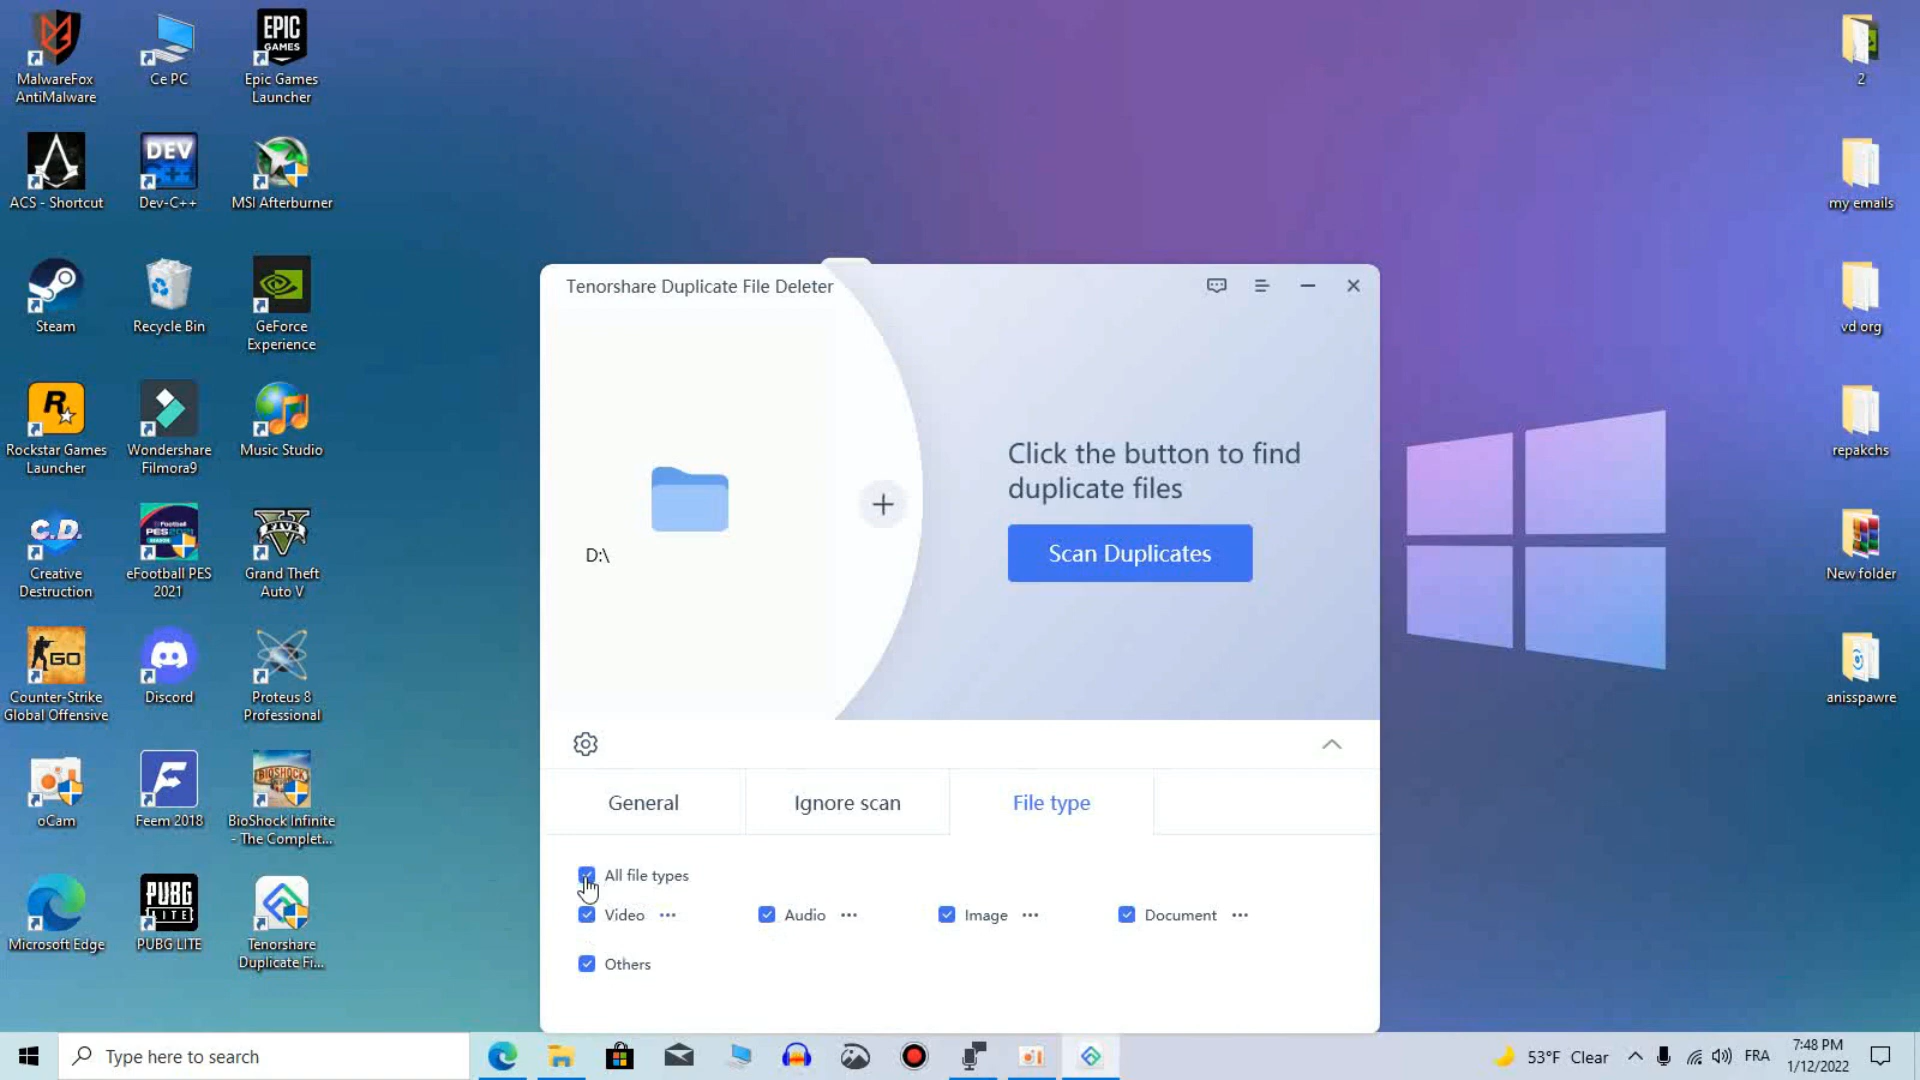 MalwareFox
AntiMalware
Ce PC
EPIC
GAMES
Epic Games
Launcher
ACS - Shortcut
DEV
C++
Dev-C++
MSI Afterburner
Steam
Recycle Bin
GeForce
Experience
Rockstar Games
Launcher
Wondershare
Filmora9
Music Studio
C.D.
Creative
Destruction
eFootball PES
2021
FIVE
Grand Theft
Auto V
GO
Counter-Strike
Global Offensive
Discord
Proteus 8
Professional
oCam
Feem 2018
BIOSHOCK
BioShock Infinite
- The Complet...
Microsoft Edge
PUBG
LITE
PUBG LITE
Tenorshare
Duplicate Fi...
2
my emails
vd org
repakchs
New folder
anisspawre
Tenorshare Duplicate File Deleter
D:\
Click the button to find
duplicate files
Scan Duplicates
General
Ignore scan
File type
All file types
Video ...
Audio ...
Image ...
Document ...
Others
Type here to search
53°F Clear
FRA
7:48 PM
1/12/2022